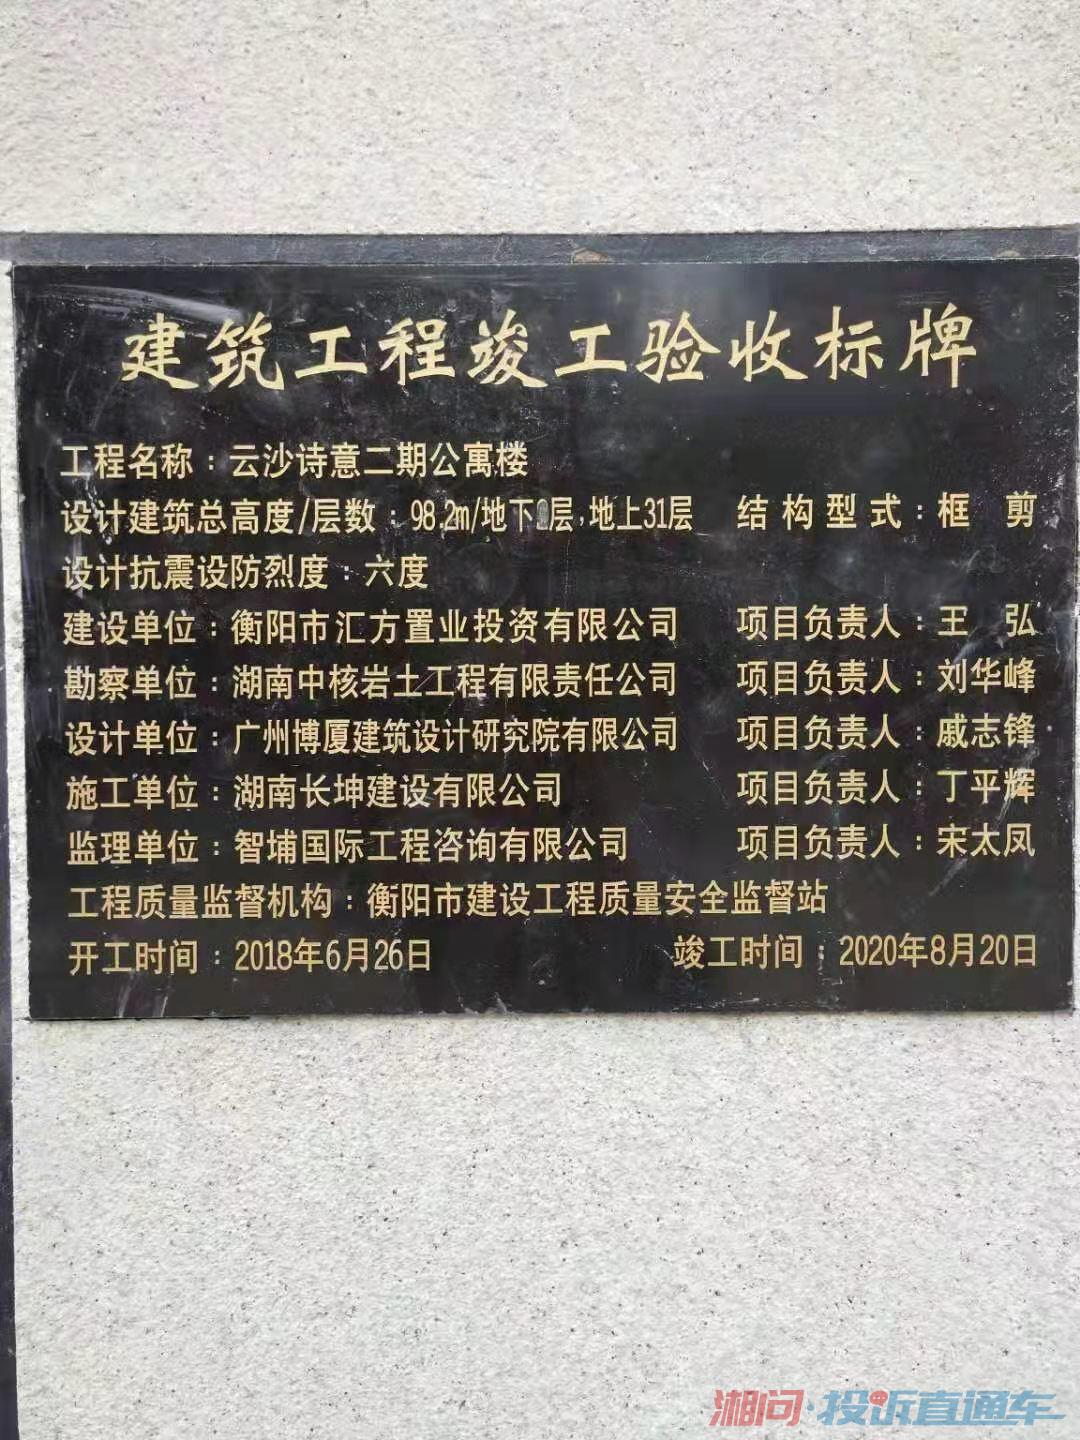 建筑工程竣工验收标牌
工程名称：云沙诗意二期公寓楼
设计建筑总高度/层数：98.2m/地下层，地上31层 结构型式：框 剪
设计抗震设防烈度：六度
建设单位：衡阳市汇方置业投资有限公司 项目负责人：王 弘
勘察单位：湖南中核岩土工程有限责任公司 项目负责人：刘华峰
设计单位：广州博厦建筑设计研究院有限公司 项目负责人：戚志锋
施工单位：湖南长坤建设有限公司 项目负责人：丁平辉
监理单位：智埔国际工程咨询有限公司 项目负责人：宋太凤
工程质量监督机构：衡阳市建设工程质量安全监督站
开工时间：2018年6月26日 竣工时间：2020年8月20日
湘问·投诉直通车